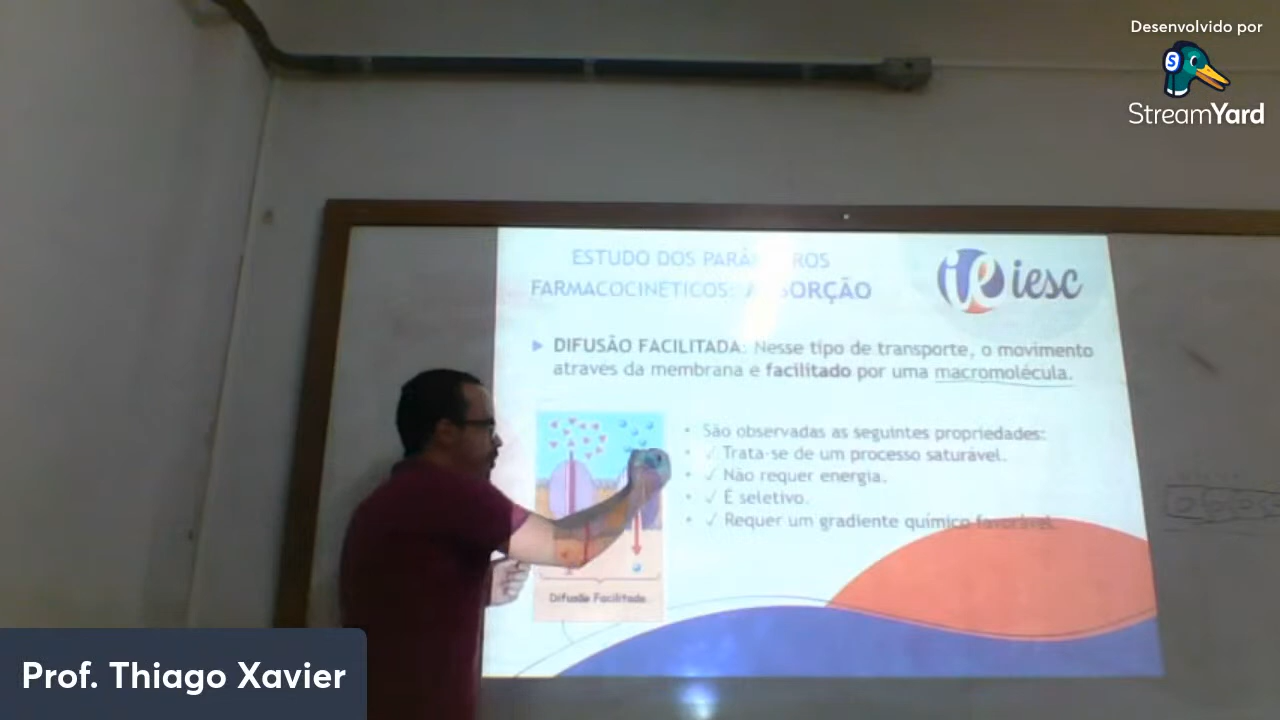 Desenvolvido por
StreamYard
ESTUDO DOS PARÂMETROS
FARMACOCINÉTICOS: ABSORÇÃO
iesc
DIFUSÃO FACILITADA: Nesse tipo de transporte, o movimento
através da membrana é facilitado por uma macromolécula.
• São observadas as seguintes propriedades:
• √ Trata-se de um processo saturável.
• √ Não requer energia.
• √ É seletivo.
• √ Requer um gradiente químico favorável.
Difusão Facilitada
Prof. Thiago Xavier